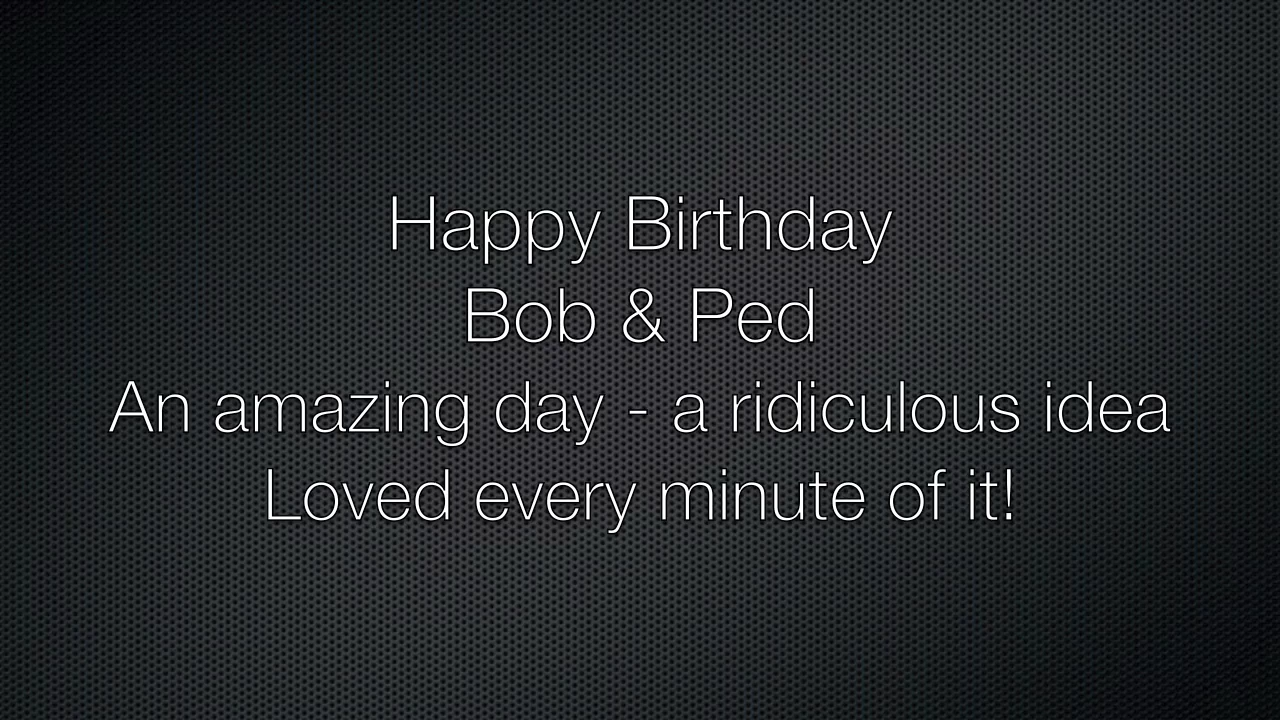 Happy Birthday
Bob & Ped
An amazing day - a ridiculous idea
Loved every minute of it!